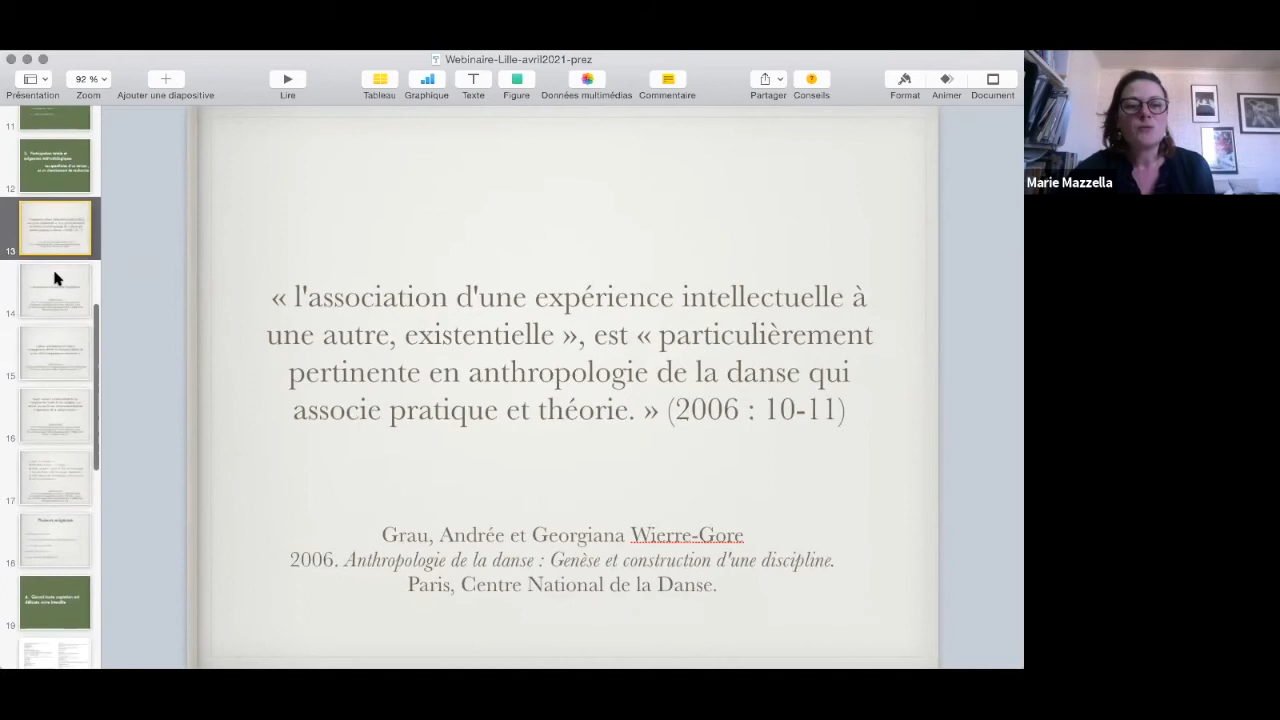 Webinaire-Lille-avril2021-prez
92 %
Présentation
Zoom
Ajouter une diapositive
Lire
Tableau
Graphique
Texte
Figure
Données multimédias
Commentaire
Partager
Conseils
Format
Animer
Document
11
12
13
14
15
16
17
18
19
« l'association d'une expérience intellectuelle à
une autre, existentielle », est « particulièrement
pertinente en anthropologie de la danse qui
associe pratique et théorie. » (2006 : 10-11)
Grau, Andrée et Georgiana Wierre-Gore
2006. Anthropologie de la danse : Genèse et construction d'une discipline.
Paris, Centre National de la Danse.
Marie Mazzella